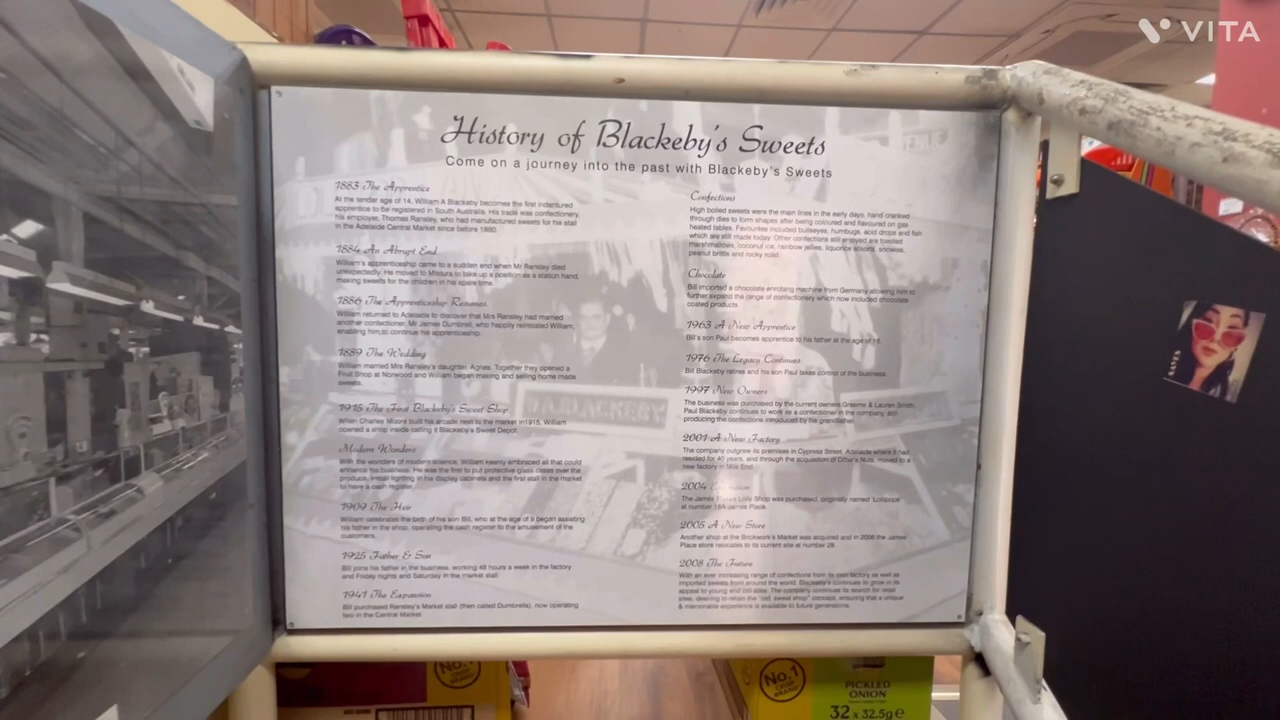 VITA
History of Blackeby's Sweets
Come on a journey into the past with Blackeby's Sweets
1883 The Apprentice
At the tender age of 14, William A Blackeby becomes the first indentured
apprentice to be registered in South Australia. His trade was confectionery,
his employer, Thomas Ransley, who had manufactured sweets for his stall
in the Adelaide Central Market since before 1880.
1884 An Abrupt End
William's apprenticeship came to a sudden end when Mr Ransley died
unexpectedly. He moved to Mildura to take up a position as a station hand,
making sweets for the children in his spare time.
1886 The Apprenticeship Resumes
William returned to Adelaide to discover that Mrs Ransley had married
another confectioner, Mr James Dumbrell, who happily reinstated William,
enabling him to continue his apprenticeship.
1889 The Wedding
William married Mrs Ransley's daughter, Agnes. Together they opened a
Fruit Shop at Norwood and William began making and selling home made
sweets.
1915 The First Blackeby's Sweet Shop
When Charles Moore built his arcade next to the market in1915, William
opened a shop inside calling it Blackeby's Sweet Depot.
Modern Wonders
With the wonders of modern science, William keenly embraced all that could
enhance his business. He was the first to put protective glass cases over the
produce, install lighting in his display cabinets and the first stall in the market
to have a cash register.
1909 The Heir
William celebrates the birth of his son Bill, who at the age of 9 began assisting
his father in the shop, operating the cash register to the amusement of the
customers.
1925 Father & Son
Bill joins his father in the business, working 48 hours a week in the factory
and Friday nights and Saturday in the market stall.
1941 The Expansion
Bill purchased Ransley's Market stall (then called Dumbrells), now operating
two in the Central Market.
Confections
High boiled sweets were the main lines in the early days, hand cranked
through dies to form shapes after being coloured and flavoured on gas
heated tables. Favourites included bullseyes, humbugs, acid drops and fish
which are still made today. Other confections still enjoyed are toasted
marshmallows, coconut ice, rainbow jellies, liquorice allsorts, snowies,
peanut brittle and rocky road.
Chocolate
Bill imported a chocolate enrobing machine from Germany allowing him to
further expand the range of confectionery which now included chocolate
coated products.
1963 A New Apprentice
Bill's son Paul becomes apprentice to his father at the age of 15.
1976 The Legacy Continues
Bill Blackeby retires and his son Paul takes control of the business.
1997 New Owners
The business was purchased by the current owners Graeme & Lauren Smith.
Paul Blackeby continues to work as a confectioner in the company still
producing the confections introduced by his grandfather.
2001 A New Factory
The company outgrew its premises in Cypress Street, Adelaide where it had
resided for 40 years, and through the acquisition of Ditter's Nuts, moved to a
new factory in Mile End.
2004
The James Place Lolly Shop was purchased, originally named 'Lollipops'
at number 18A James Place.
2005 A New Store
Another shop at the Brickwork's Market was acquired and in 2008 the James
Place store relocates to its current site at number 28.
2008 The Future
With an ever increasing range of confections from its own factory as well as
imported sweets from around the world, Blackeby's continues to grow in its
appeal to young and old alike. The company continues its search for retail
sites, desiring to retain the "old sweet shop" concept, ensuring that a unique
& memorable experience is available to future generations.
No.1
No.1
CRISP
BRAND
PICKLED
ONION
32 x 32.5g e